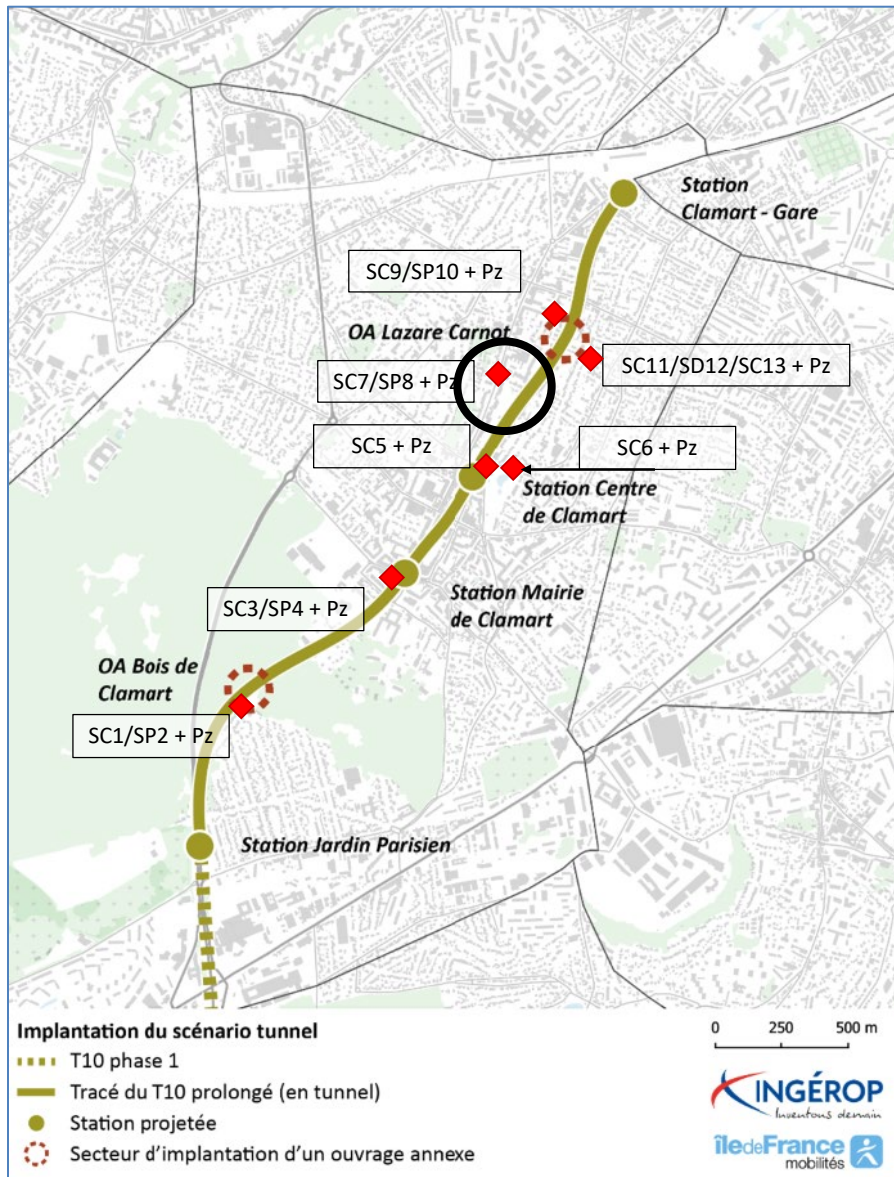 Station
Clamart - Gare
SC9/SP10 + Pz
OA Lazare Carnot
SC7/SP8 + Pz
SC11/SD12/SC13 + Pz
SC5 + Pz
SC6 + Pz
Station Centre
de Clamart
SC3/SP4 + Pz
Station Mairie
de Clamart
OA Bois de
Clamart
SC1/SP2 + Pz
Station Jardin Parisien
Implantation du scénario tunnel
T10 phase 1
Tracé du T10 prolongé (en tunnel)
Station projetée
Secteur d'implantation d'un ouvrage annexe
0 250 500 m
INGÉROP
Inventons demain
îledeFrance
mobilités